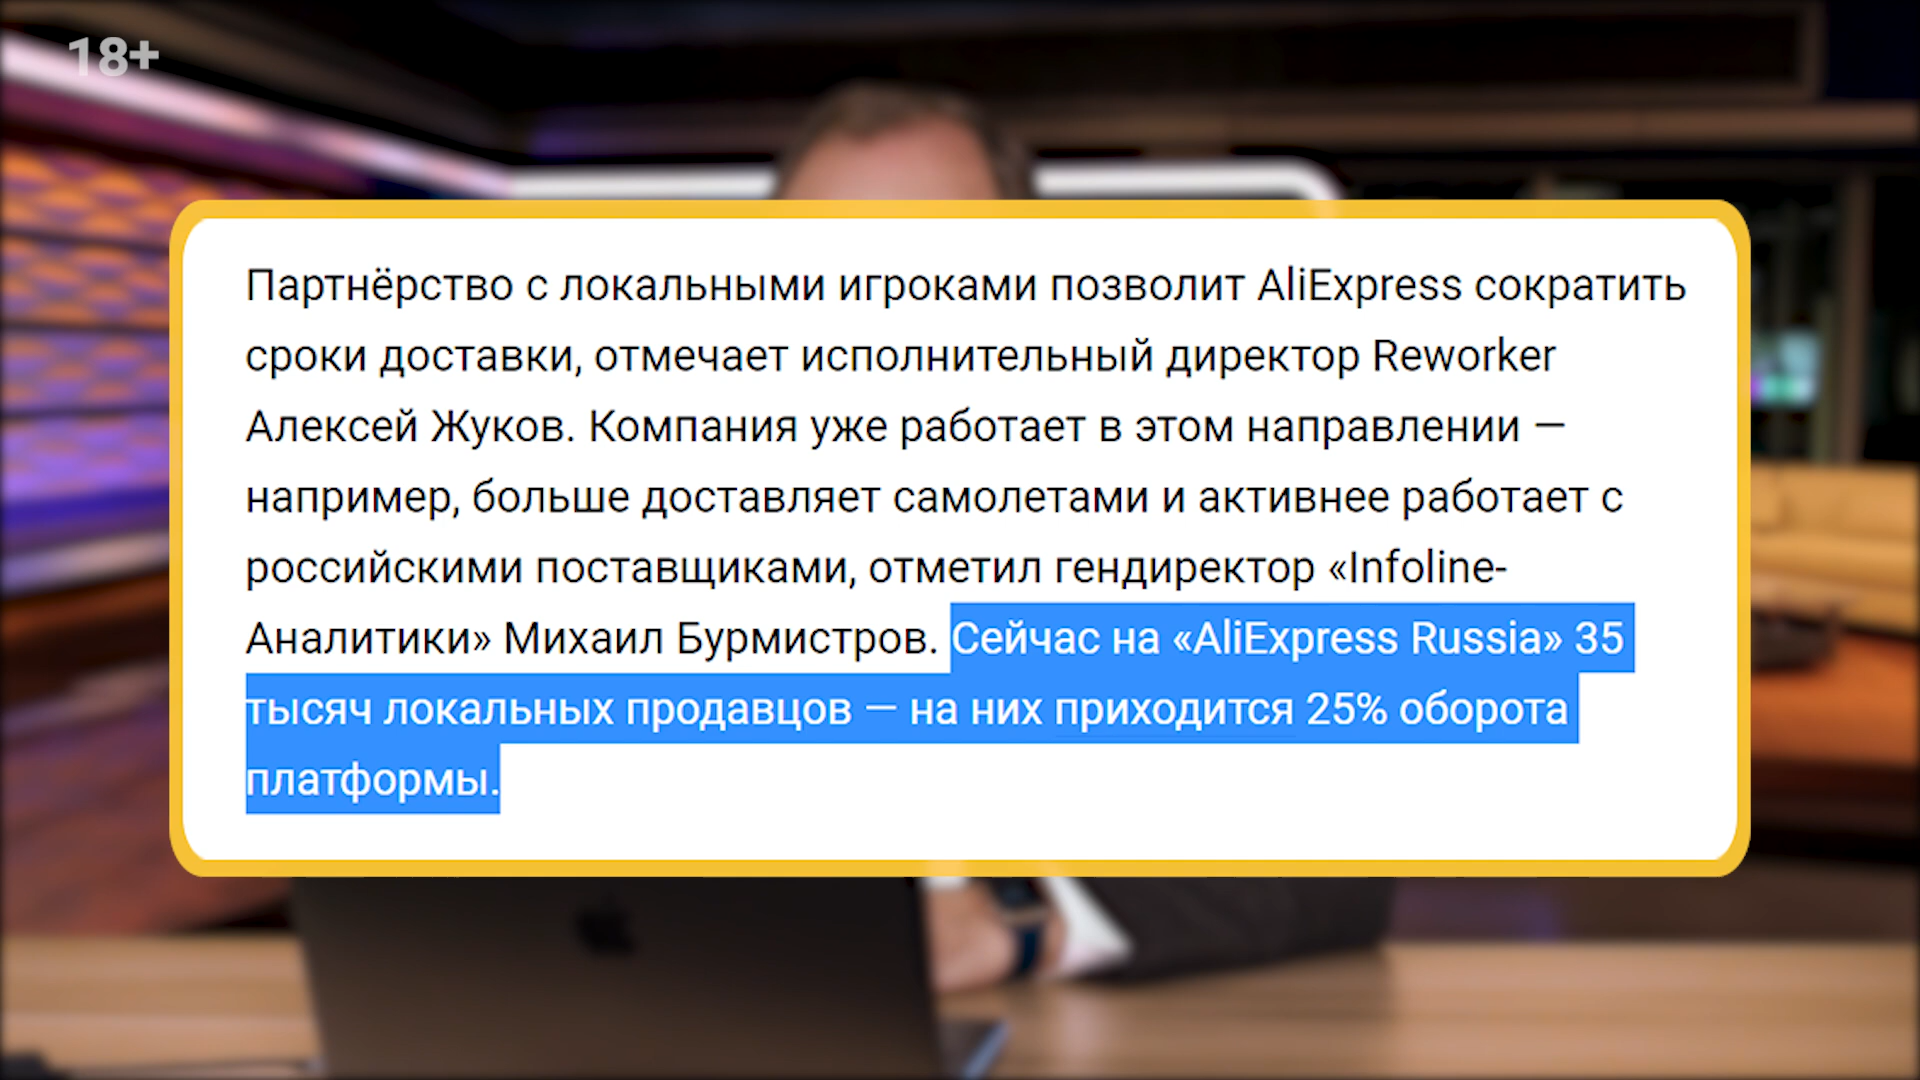 18+
Партнёрство с локальными игроками позволит AliExpress сократить
сроки доставки, отмечает исполнительный директор Reworker
Алексей Жуков. Компания уже работает в этом направлении —
например, больше доставляет самолетами и активнее работает с
российскими поставщиками, отметил гендиректор «Infoline-
Аналитики» Михаил Бурмистров. Сейчас на «AliExpress Russia» 35
тысяч локальных продавцов — на них приходится 25% оборота
платформы.